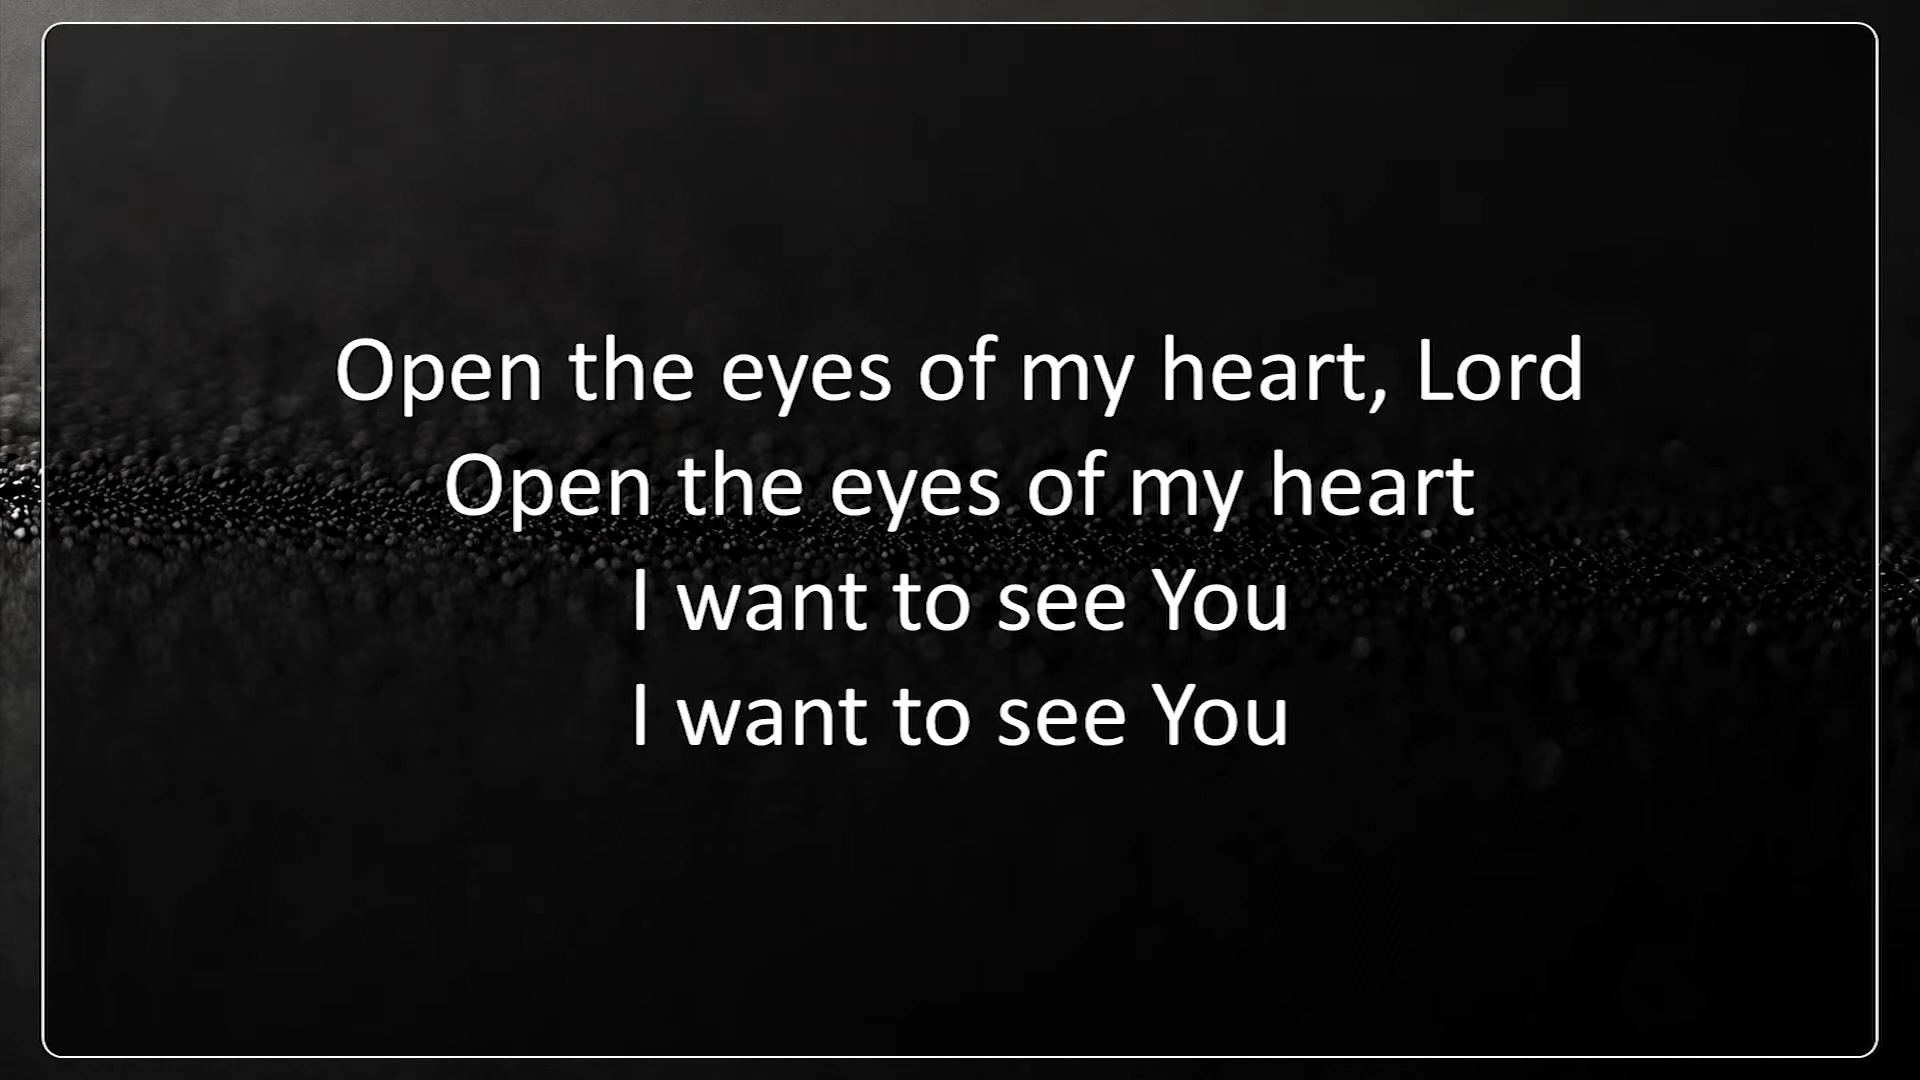 Open the eyes of my heart, Lord
Open the eyes of my heart
I want to see You
I want to see You